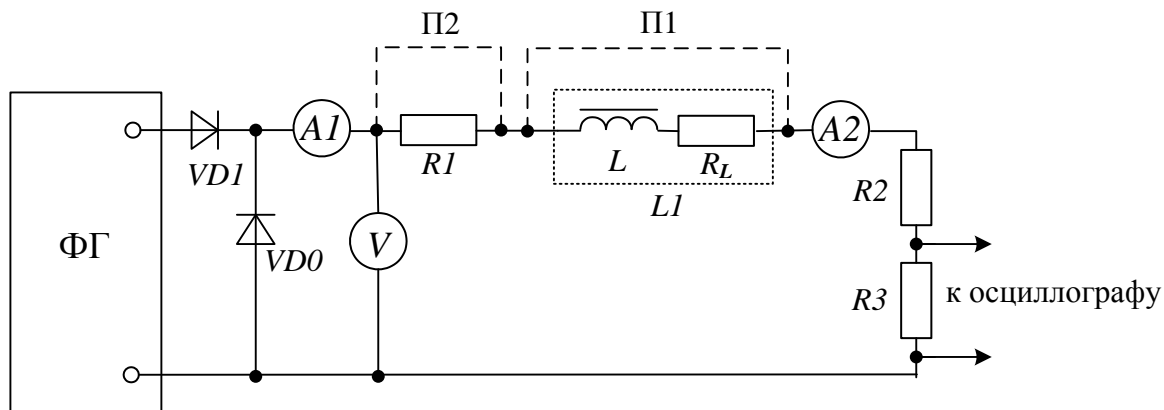 П2
П1
A1
A2
VD1
R1
L
R_L
L1
R2
ФГ
VD0
V
R3
к осциллографу